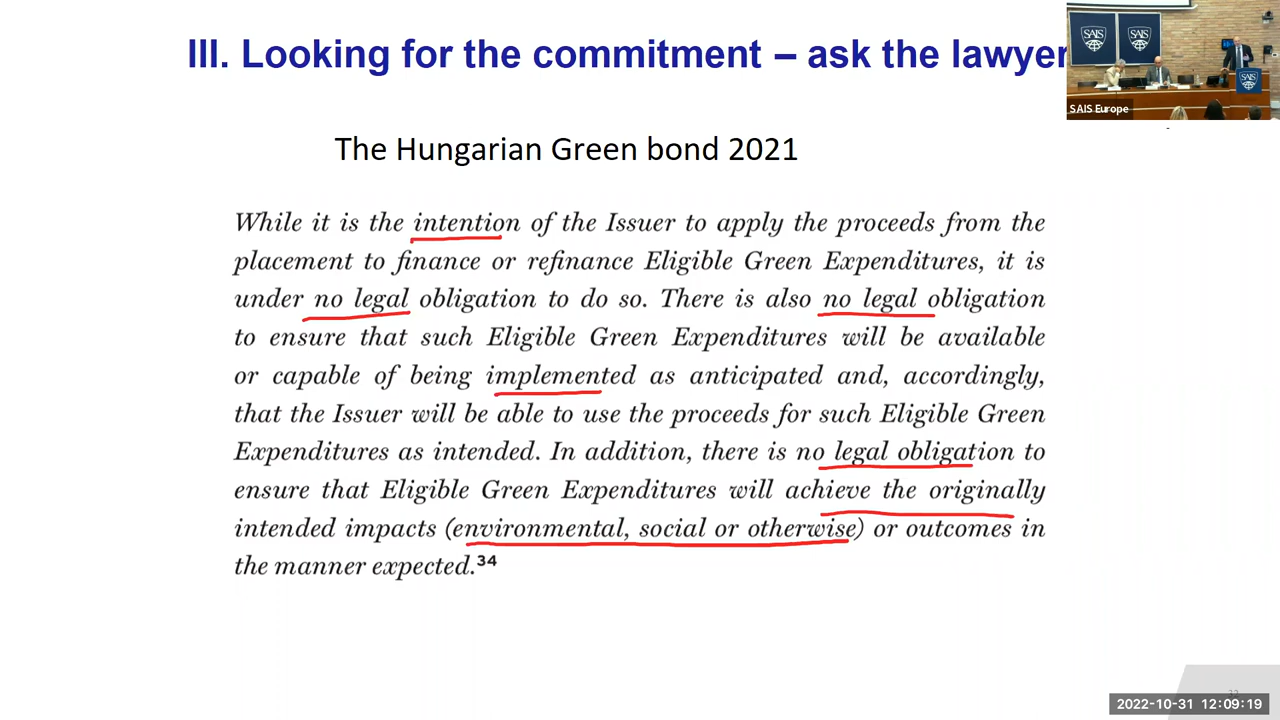 III. Looking for the commitment – ask the lawyer
SAIS
SAIS
SAIS
SAIS Europe
The Hungarian Green bond 2021
While it is the intention of the Issuer to apply the proceeds from the
placement to finance or refinance Eligible Green Expenditures, it is
under no legal obligation to do so. There is also no legal obligation
to ensure that such Eligible Green Expenditures will be available
or capable of being implemented as anticipated and, accordingly,
that the Issuer will be able to use the proceeds for such Eligible Green
Expenditures as intended. In addition, there is no legal obligation to
ensure that Eligible Green Expenditures will achieve the originally
intended impacts (environmental, social or otherwise) or outcomes in
the manner expected.³⁴
2022-10-31 12:09:19